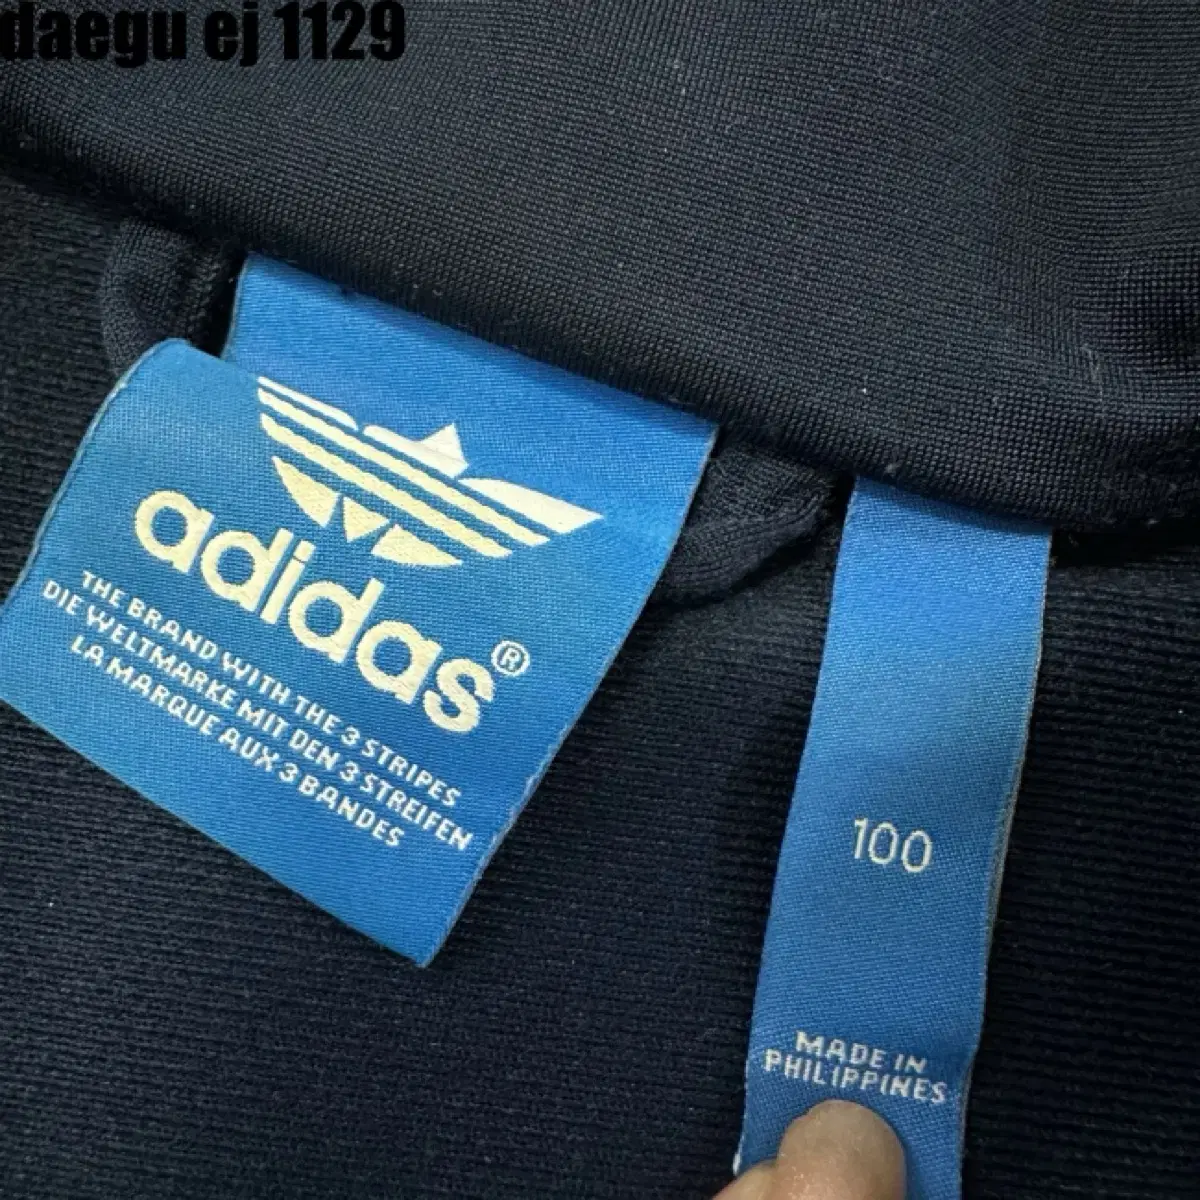 daegu ej 1129
adidas®
THE BRAND WITH THE 3 STRIPES
DIE WELTMARKE MIT DEN 3 STREIFEN
LA MARQUE AUX 3 BANDES
100
MADE IN
PHILIPPINES